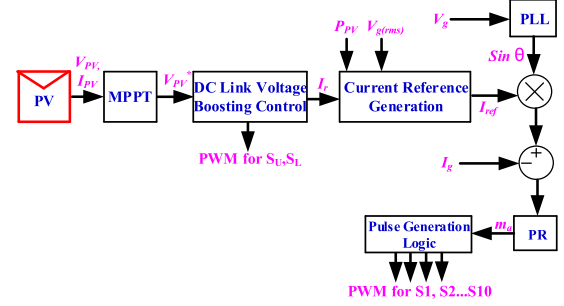 V_g
PLL
P_PV
V_g(rms)
Sin θ
V_PV,
I_PV
V_PV*
I_r
PV
MPPT
DC Link Voltage
Boosting Control
Current Reference
Generation
I_ref
PWM for S_U,S_L
+
−
I_g
Pulse Generation
Logic
m_a
PR
PWM for S1, S2...S10